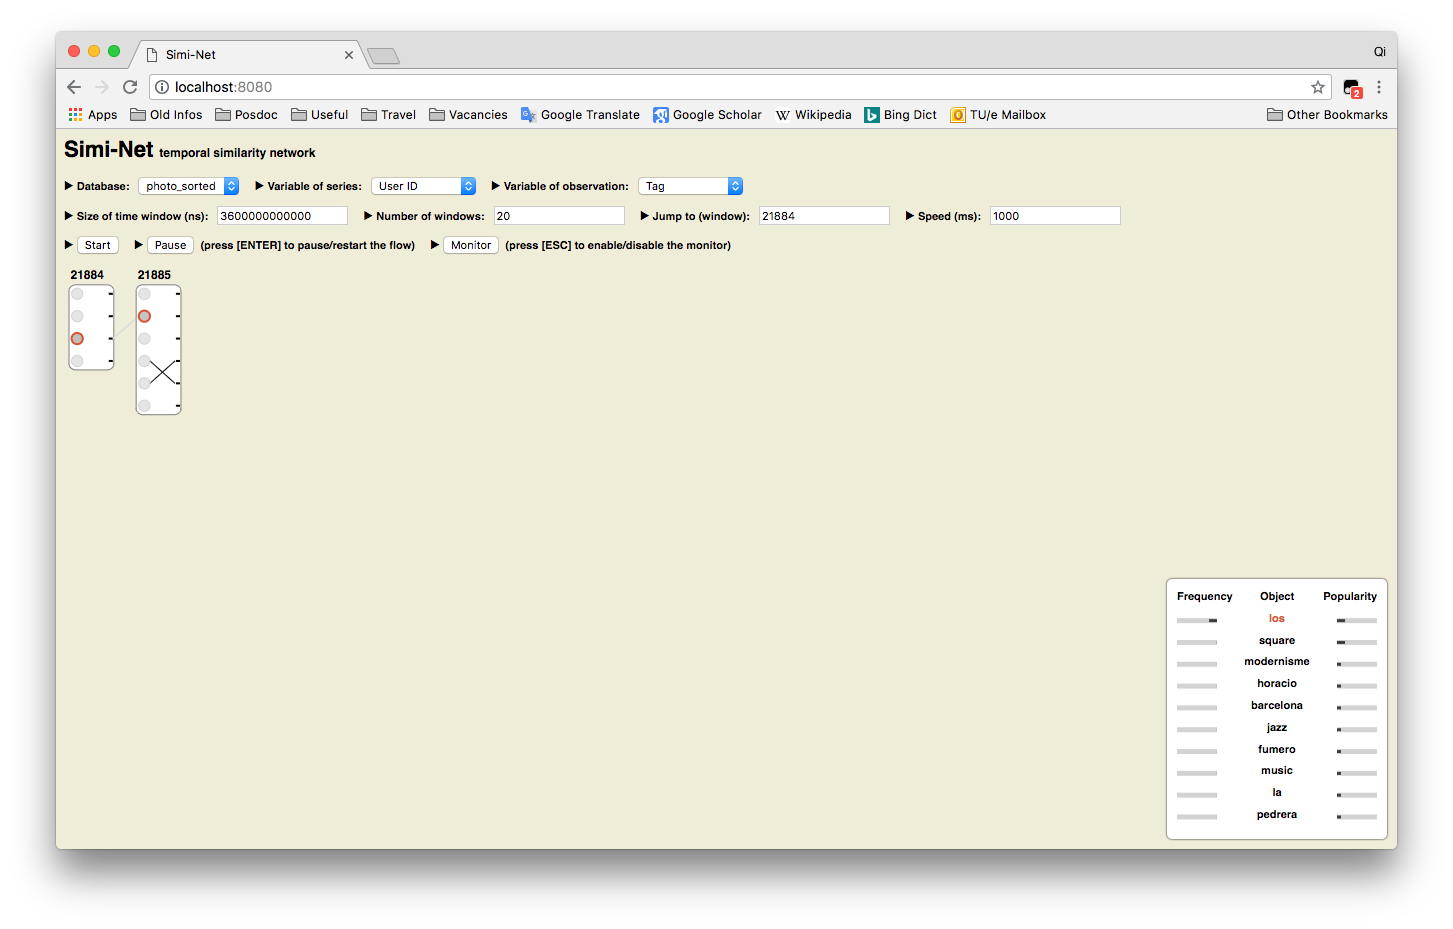 Simi-Net
Qi
localhost:8080
2
Apps Old Infos Posdoc Useful Travel Vacancies Google Translate Google Scholar Wikipedia Bing Dict TU/e Mailbox Other Bookmarks
Simi-Net temporal similarity network
Database: photo_sorted Variable of series: User ID Variable of observation: Tag
Size of time window (ns): 3600000000000 Number of windows: 20 Jump to (window): 21884 Speed (ms): 1000
Start Pause (press [ENTER] to pause/restart the flow) Monitor (press [ESC] to enable/disable the monitor)
21884 21885
Frequency Object Popularity
los
square
modernisme
horacio
barcelona
jazz
fumero
music
la
pedrera